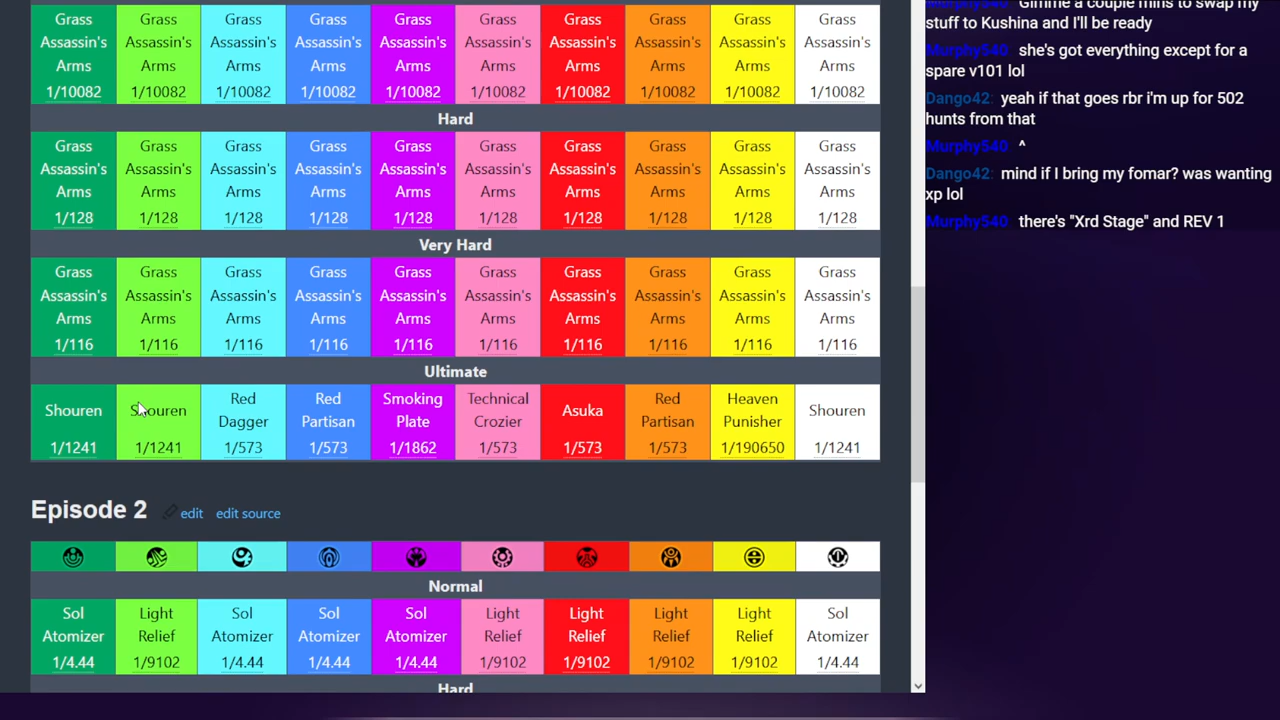 Grass Grass Grass Grass Grass Grass Grass Grass Grass Grass
Assassin's Assassin's Assassin's Assassin's Assassin's Assassin's Assassin's Assassin's Assassin's Assassin's
Arms Arms Arms Arms Arms Arms Arms Arms Arms Arms
1/10082 1/10082 1/10082 1/10082 1/10082 1/10082 1/10082 1/10082 1/10082 1/10082
Hard
Grass Grass Grass Grass Grass Grass Grass Grass Grass Grass
Assassin's Assassin's Assassin's Assassin's Assassin's Assassin's Assassin's Assassin's Assassin's Assassin's
Arms Arms Arms Arms Arms Arms Arms Arms Arms Arms
1/128 1/128 1/128 1/128 1/128 1/128 1/128 1/128 1/128 1/128
Very Hard
Grass Grass Grass Grass Grass Grass Grass Grass Grass Grass
Assassin's Assassin's Assassin's Assassin's Assassin's Assassin's Assassin's Assassin's Assassin's Assassin's
Arms Arms Arms Arms Arms Arms Arms Arms Arms Arms
1/116 1/116 1/116 1/116 1/116 1/116 1/116 1/116 1/116 1/116
Ultimate
Shouren Shouren Red Dagger Red Partisan Smoking Plate Technical Crozier Asuka Red Partisan Heaven Punisher Shouren
1/1241 1/1241 1/573 1/573 1/1862 1/573 1/573 1/573 1/190650 1/1241
Episode 2 edit edit source
Normal
Sol Light Sol Sol Sol Light Light Light Light Sol
Atomizer Relief Atomizer Atomizer Atomizer Relief Relief Relief Relief Atomizer
1/4.44 1/9102 1/4.44 1/4.44 1/4.44 1/9102 1/9102 1/9102 1/9102 1/4.44
Hard
Murphy540 Gimme a couple mins to swap my
stuff to Kushina and I'll be ready
Murphy540 she's got everything except for a
spare v101 lol
Dango42: yeah if that goes rbr i'm up for 502
hunts from that
Murphy540 ^
Dango42: mind if I bring my fomar? was wanting
xp lol
Murphy540 there's "Xrd Stage" and REV 1